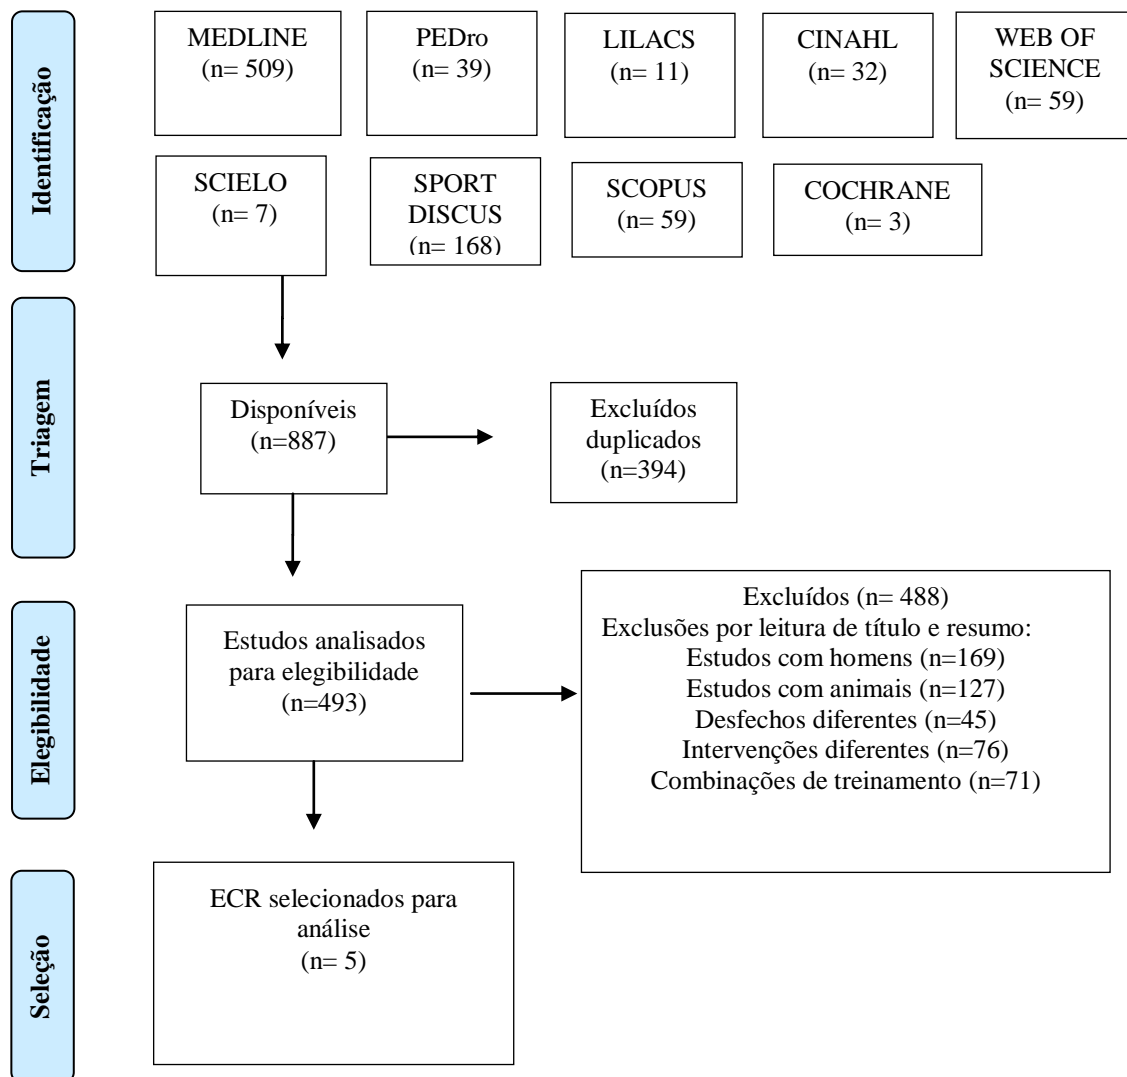 Identificação
MEDLINE
(n= 509)
PEDro
(n= 39)
LILACS
(n= 11)
CINAHL
(n= 32)
WEB OF
SCIENCE
(n= 59)
SCIELO
(n= 7)
SPORT
DISCUS
(n= 168)
SCOPUS
(n= 59)
COCHRANE
(n= 3)
Triagem
Disponíveis
(n=887)
Excluídos
duplicados
(n=394)
Elegibilidade
Estudos analisados
para elegibilidade
(n=493)
Excluídos (n= 488)
Exclusões por leitura de título e resumo:
Estudos com homens (n=169)
Estudos com animais (n=127)
Desfechos diferentes (n=45)
Intervenções diferentes (n=76)
Combinações de treinamento (n=71)
Seleção
ECR selecionados para
análise
(n= 5)